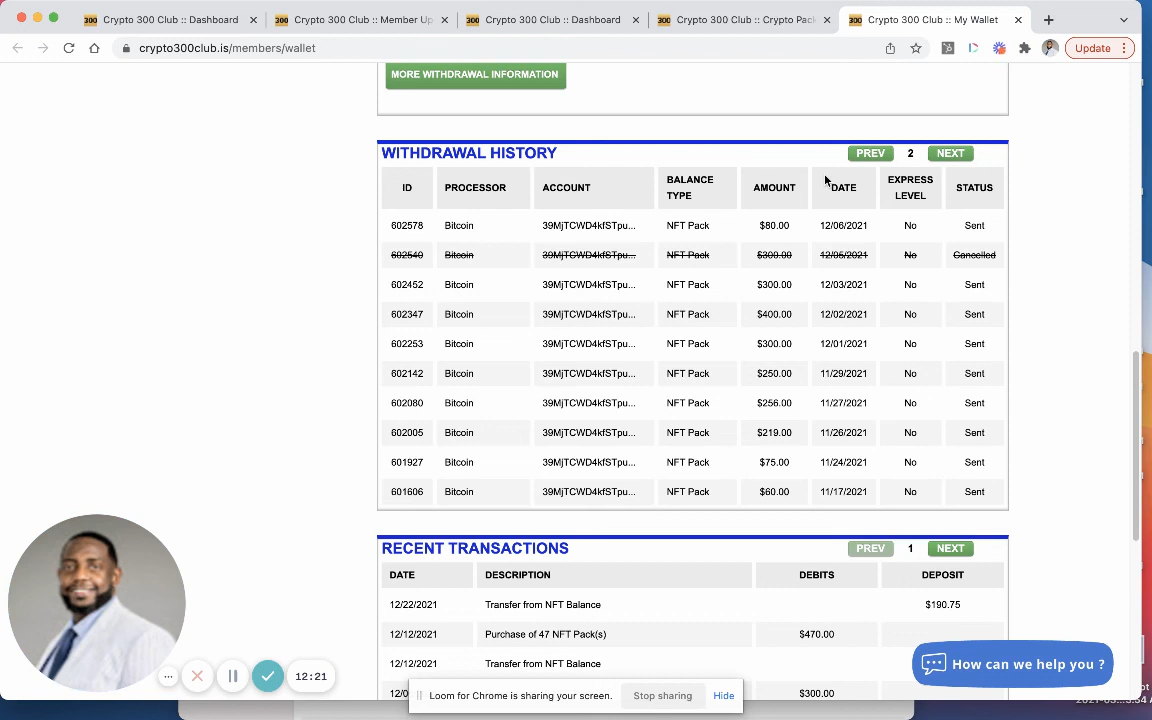 Crypto 300 Club :: Dashboard
Crypto 300 Club :: Member Up
Crypto 300 Club :: Dashboard
Crypto 300 Club :: Crypto Pack
Crypto 300 Club :: My Wallet
crypto300club.is/members/wallet
Update
MORE WITHDRAWAL INFORMATION
WITHDRAWAL HISTORY PREV 2 NEXT
ID PROCESSOR ACCOUNT BALANCE TYPE AMOUNT DATE EXPRESS LEVEL STATUS
602578 Bitcoin 39MjTCWD4kfSTpu... NFT Pack $80.00 12/06/2021 No Sent
602540 Bitcoin 39MjTCWD4kfSTpu... NFT Pack $300.00 12/05/2021 No Cancelled
602452 Bitcoin 39MjTCWD4kfSTpu... NFT Pack $300.00 12/03/2021 No Sent
602347 Bitcoin 39MjTCWD4kfSTpu... NFT Pack $400.00 12/02/2021 No Sent
602253 Bitcoin 39MjTCWD4kfSTpu... NFT Pack $300.00 12/01/2021 No Sent
602142 Bitcoin 39MjTCWD4kfSTpu... NFT Pack $250.00 11/29/2021 No Sent
602080 Bitcoin 39MjTCWD4kfSTpu... NFT Pack $256.00 11/27/2021 No Sent
602005 Bitcoin 39MjTCWD4kfSTpu... NFT Pack $219.00 11/26/2021 No Sent
601927 Bitcoin 39MjTCWD4kfSTpu... NFT Pack $75.00 11/24/2021 No Sent
601606 Bitcoin 39MjTCWD4kfSTpu... NFT Pack $60.00 11/17/2021 No Sent
RECENT TRANSACTIONS PREV 1 NEXT
DATE DESCRIPTION DEBITS DEPOSIT
12/22/2021 Transfer from NFT Balance $190.75
12/12/2021 Purchase of 47 NFT Pack(s) $470.00
12/12/2021 Transfer from NFT Balance
$300.00
How can we help you ?
12:21
Loom for Chrome is sharing your screen. Stop sharing Hide